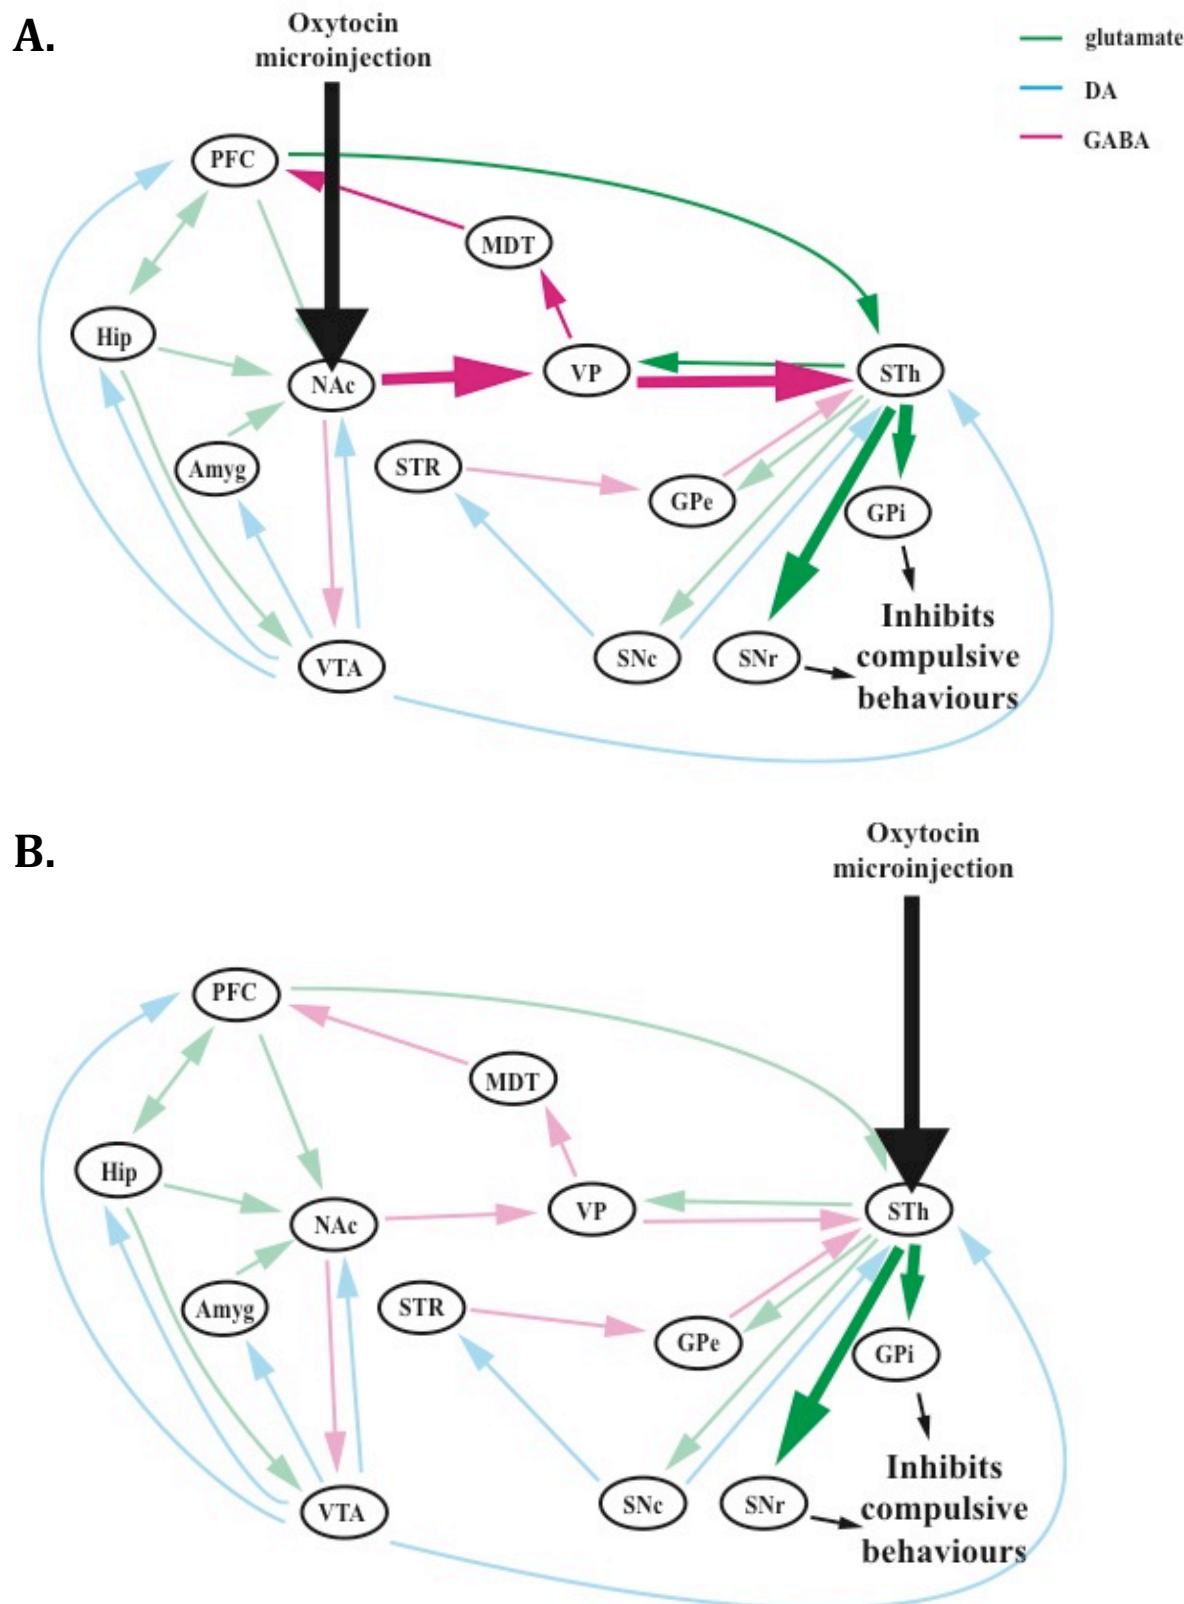 A.
Oxytocin
microinjection
glutamate
DA
GABA
PFC
MDT
Hip
NAc
VP
STh
Amyg
STR
GPe
GPi
Inhibits
compulsive
behaviours
VTA
SNc
SNr
B.
Oxytocin
microinjection
PFC
MDT
Hip
NAc
VP
STh
Amyg
STR
GPe
GPi
Inhibits
compulsive
behaviours
VTA
SNc
SNr